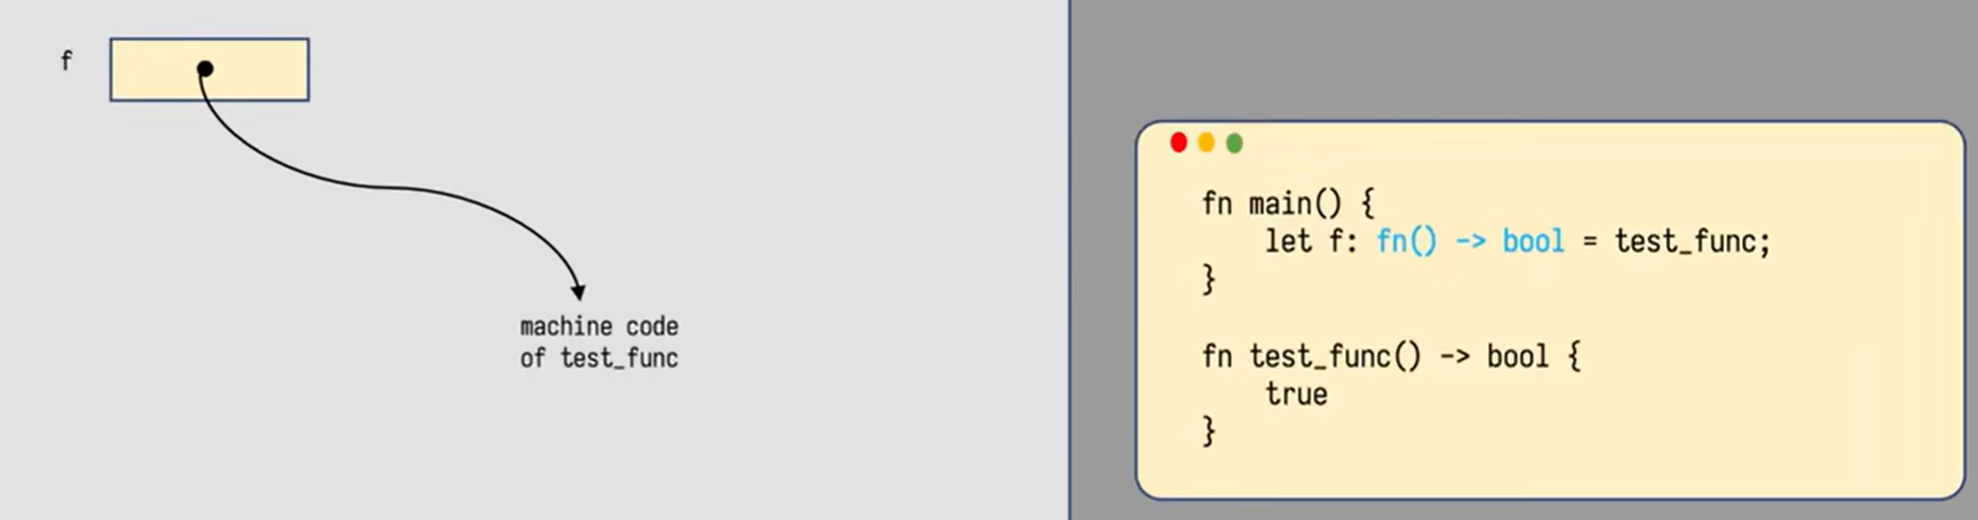 f
machine code
of test_func
fn main() {
    let f: fn() -> bool = test_func;
}
fn test_func() -> bool {
    true
}